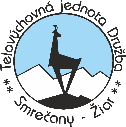 Telovýchovná jednota Družba
** Smrečany - Žiar **